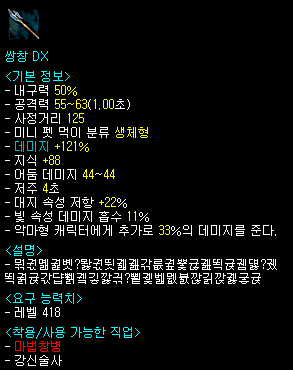 쌍창 DX
<기본 정보>
- 내구력 50%
- 공격력 55~63(1,00초)
- 사정거리 125
- 미니 펫 먹이 분류 생체형
- 데미지 +121%
- 지식 +88
- 어둠 데미지 44~44
- 저주 4초
- 대지 속성 저항 +22%
- 빛 속성 데미지 흡수 11%
- 악마형 캐릭터에게 추가로 33%의 데미지를 준다.
<설명>
<요구 능력치>
- 레벨 418
<착용/사용 가능한 직업>
- 마법창병
- 강신술사